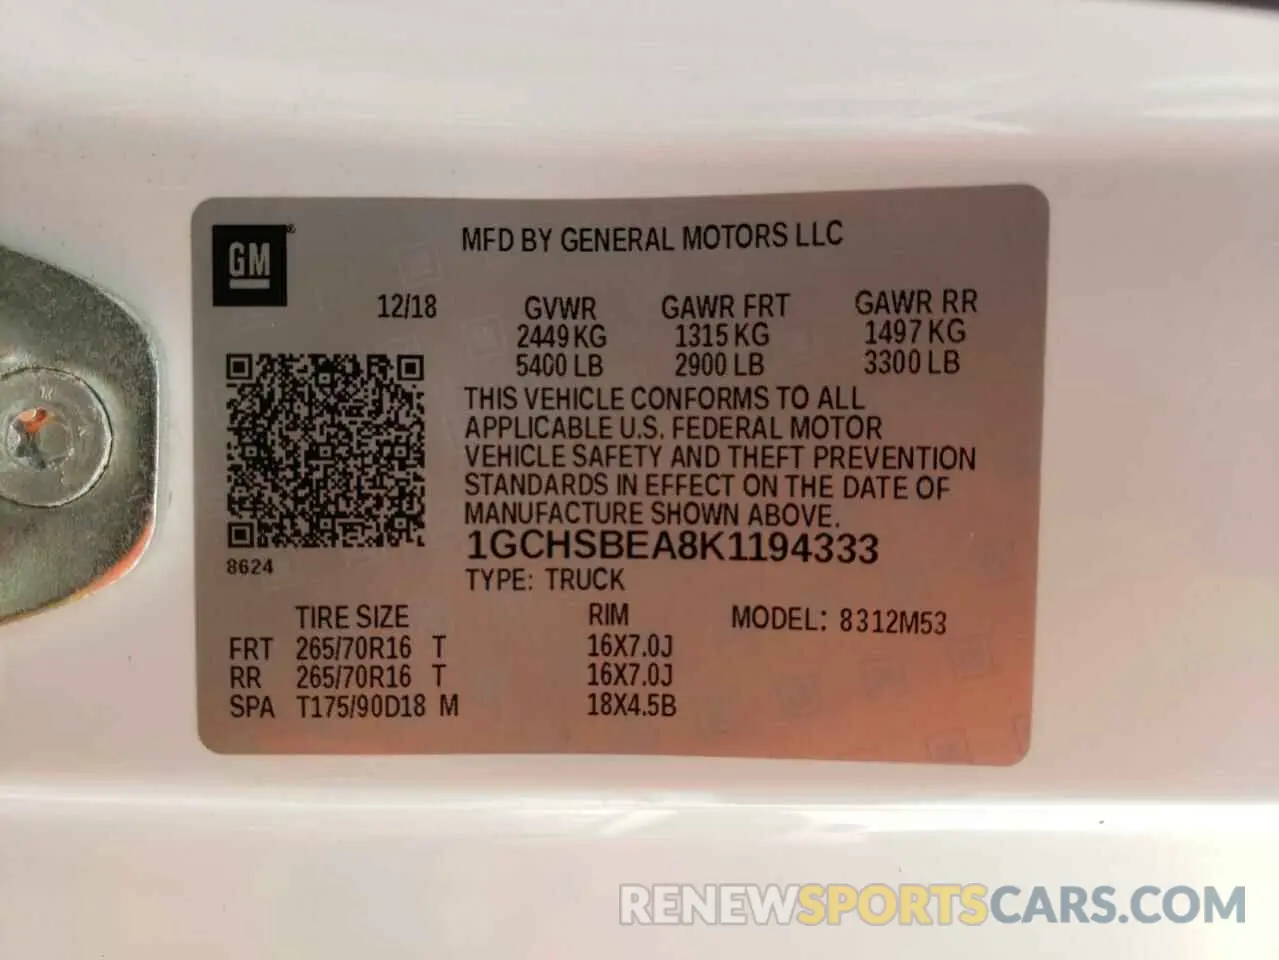 GM®
MFD BY GENERAL MOTORS LLC
12/18 GVWR GAWR FRT GAWR RR
2449 KG 1315 KG 1497 KG
5400 LB 2900 LB 3300 LB
THIS VEHICLE CONFORMS TO ALL
APPLICABLE U.S. FEDERAL MOTOR
VEHICLE SAFETY AND THEFT PREVENTION
STANDARDS IN EFFECT ON THE DATE OF
MANUFACTURE SHOWN ABOVE.
1GCHSBEA8K1194333
8624
TYPE: TRUCK
TIRE SIZE RIM MODEL: 8312M53
FRT 265/70R16 T 16X7.0J
RR 265/70R16 T 16X7.0J
SPA T175/90D18 M 18X4.5B
RENEWSPORTSCARS.COM